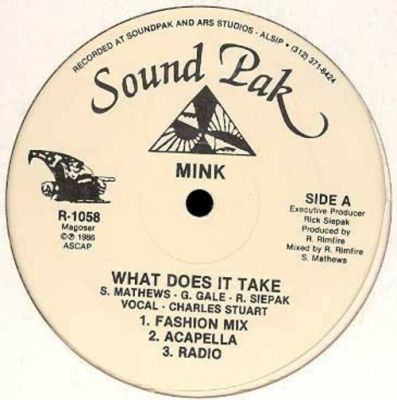 RECORDED AT SOUNDPAK AND ARS STUDIOS - ALSIP • (312) 371-8424
Sound Pak
MINK
R-1058
Magoser
©℗ 1986
ASCAP
SIDE A
Executive Producer
Rick Siepak
Produced by
R. Rimfire
Mixed by R. Rimfire
S. Mathews
WHAT DOES IT TAKE
S. MATHEWS - G. GALE - R. SIEPAK
VOCAL - CHARLES STUART
1. FASHION MIX
2. ACAPELLA
3. RADIO